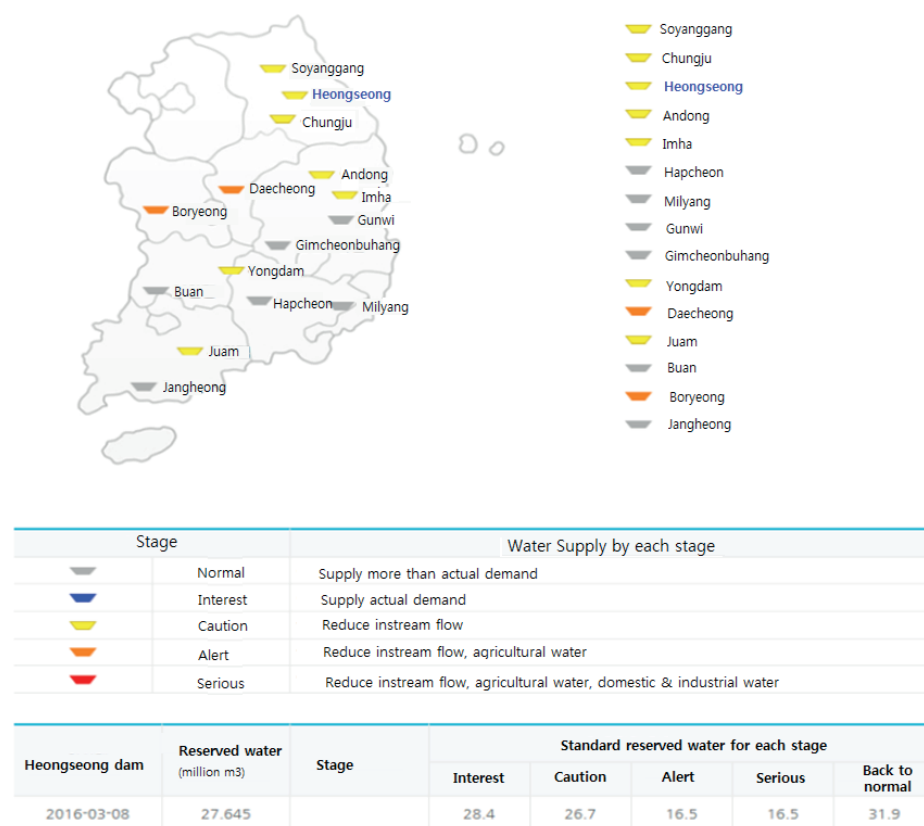 Soyanggang
Heongseong
Chungju
Andong
Daecheong
Imha
Boryeong
Gunwi
Gimcheonbuhang
Yongdam
Buan
Hapcheon
Milyang
Juam
Jangheong
Soyanggang
Chungju
Heongseong
Andong
Imha
Hapcheon
Milyang
Gunwi
Gimcheonbuhang
Yongdam
Daecheong
Juam
Buan
Boryeong
Jangheong
Stage Water Supply by each stage
Normal Supply more than actual demand
Interest Supply actual demand
Caution Reduce instream flow
Alert Reduce instream flow, agricultural water
Serious Reduce instream flow, agricultural water, domestic & industrial water
Heongseong dam Reserved water (million m3) Stage Standard reserved water for each stage
Interest Caution Alert Serious Back to normal
2016-03-08 27.645 28.4 26.7 16.5 16.5 31.9